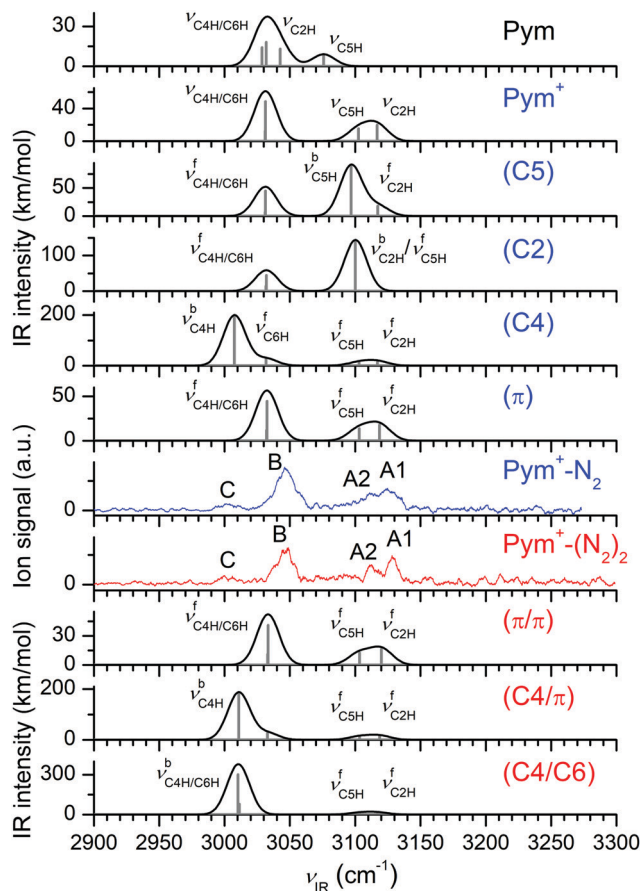 30
0
ν_C4H/C6H
ν_C2H
ν_C5H
Pym
40
0
ν_C4H/C6H
ν_C5H
ν_C2H
Pym⁺
50
0
ν^f_C4H/C6H
ν^b_C5H
ν^f_C2H
(C5)
100
0
ν^f_C4H/C6H
ν^b_C2H/ν^f_C5H
(C2)
200
0
ν^b_C4H
ν^f_C6H
ν^f_C5H
ν^f_C2H
(C4)
50
0
ν^f_C4H/C6H
ν^f_C5H
ν^f_C2H
(π)
IR intensity (km/mol)
0
C
B
A2
A1
Pym⁺-N₂
0
C
B
A2
A1
Pym⁺-(N₂)₂
Ion signal (a.u.)
30
0
ν^f_C4H/C6H
ν^f_C5H
ν^f_C2H
(π/π)
200
0
ν^b_C4H
ν^f_C5H
ν^f_C2H
(C4/π)
300
0
ν^b_C4H/C6H
ν^f_C5H
ν^f_C2H
(C4/C6)
IR intensity (km/mol)
2900 2950 3000 3050 3100 3150 3200 3250 3300
ν_IR (cm⁻¹)